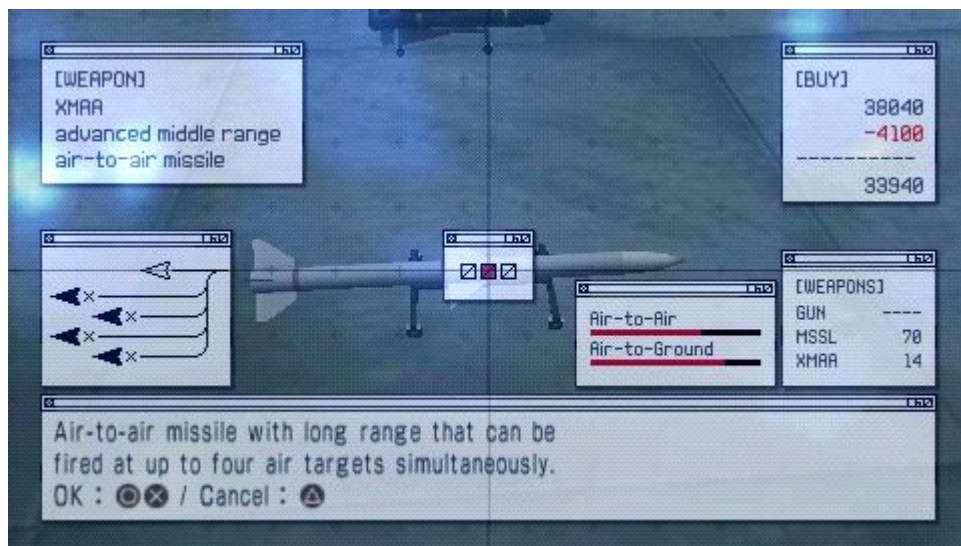 [WEAPON]
XMAA
advanced middle range
air-to-air missile
[BUY]
38040
-4100
-----------
33940
Air-to-Air
Air-to-Ground
[WEAPONS]
GUN ----
MSSL 70
XMAA 14
Air-to-air missile with long range that can be
fired at up to four air targets simultaneously.
OK : / Cancel :